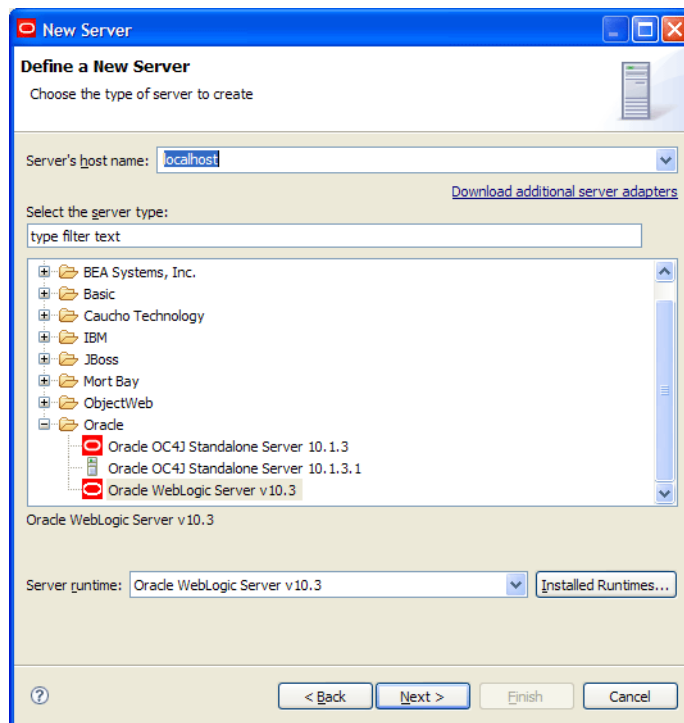 New Server
Define a New Server
Choose the type of server to create
Server's host name: localhost
Download additional server adapters
Select the server type:
type filter text
BEA Systems, Inc.
Basic
Caucho Technology
IBM
JBoss
Mort Bay
ObjectWeb
Oracle
Oracle OC4J Standalone Server 10.1.3
Oracle OC4J Standalone Server 10.1.3.1
Oracle WebLogic Server v10.3
Oracle WebLogic Server v10.3
Server runtime: Oracle WebLogic Server v10.3 Installed Runtimes...
? < Back Next > Finish Cancel